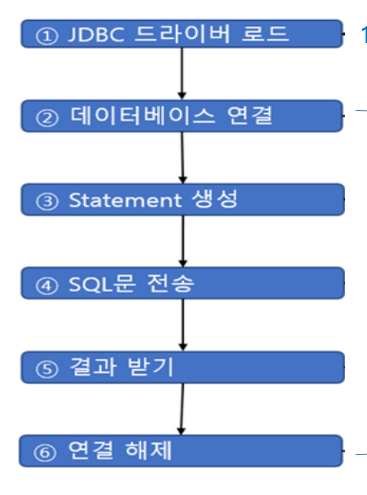 ① JDBC 드라이버 로드
1
② 데이터베이스 연결
③ Statement 생성
④ SQL문 전송
⑤ 결과 받기
⑥ 연결 해제